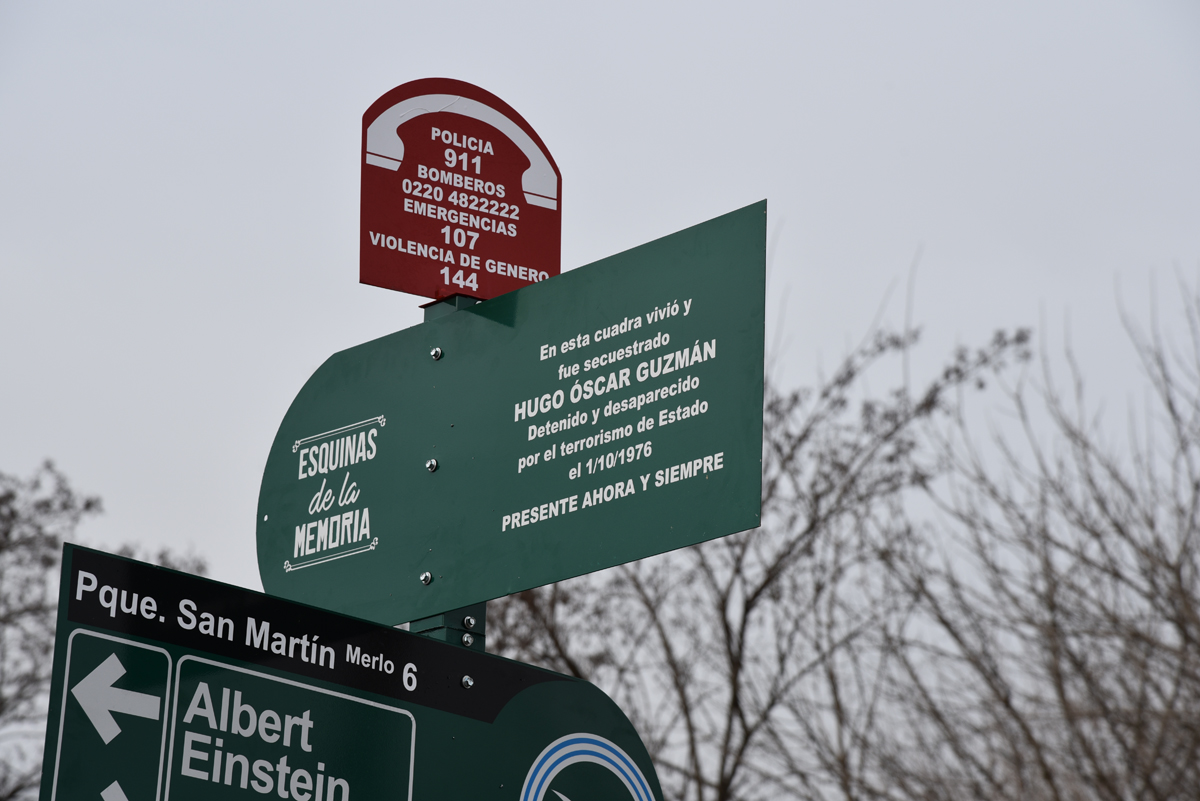 POLICIA
911
BOMBEROS
0220 4822222
EMERGENCIAS
107
VIOLENCIA DE GENERO
144
ESQUINAS
de la
MEMORIA
En esta cuadra vivió y
fue secuestrado
HUGO ÓSCAR GUZMÁN
Detenido y desaparecido
por el terrorismo de Estado
el 1/10/1976
PRESENTE AHORA Y SIEMPRE
Pque. San Martín Merlo 6
Albert
Einstein